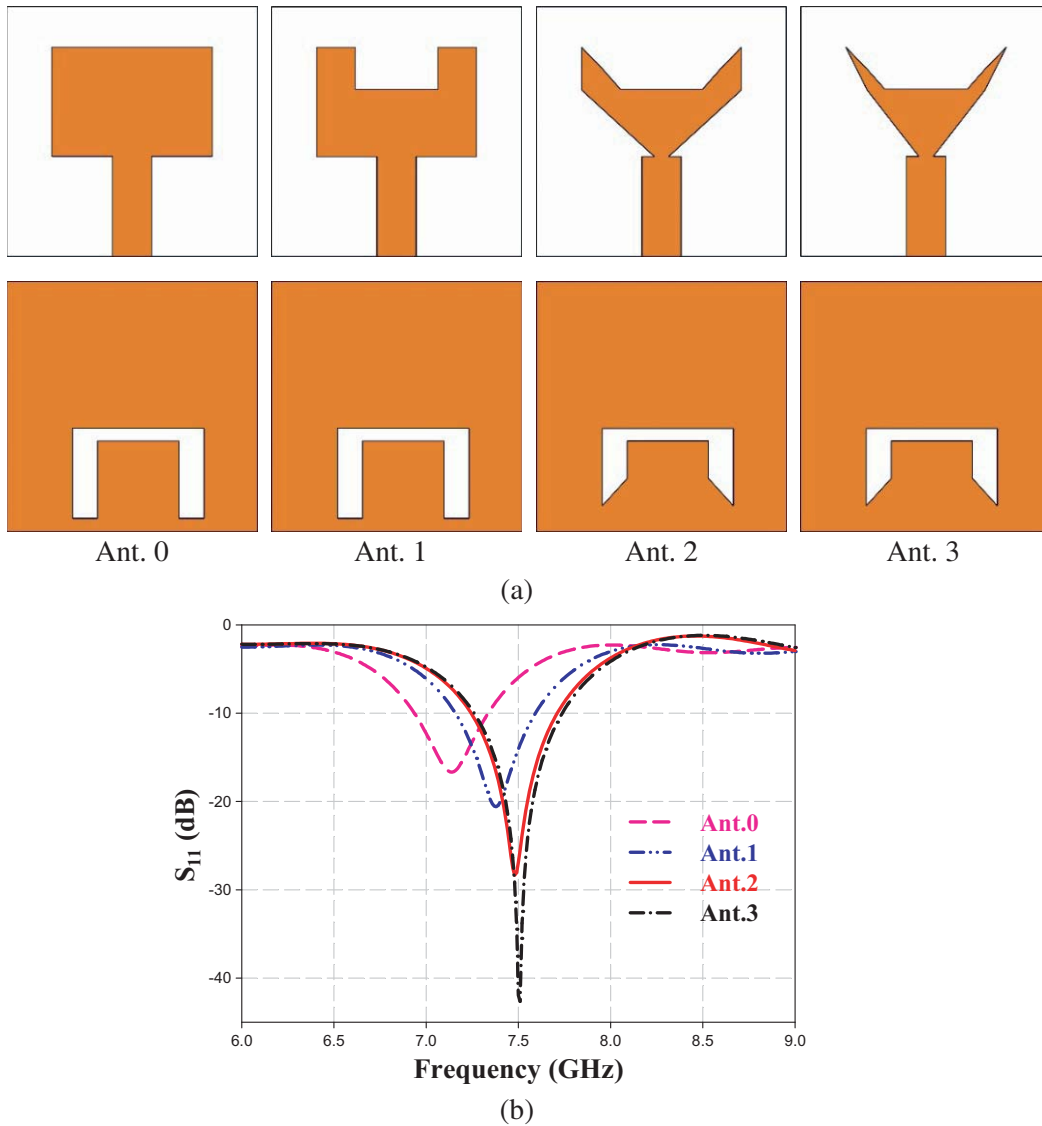 Ant. 0 Ant. 1 Ant. 2 Ant. 3
(a)
0
-10
-20
-30
-40
S11 (dB)
Ant.0
Ant.1
Ant.2
Ant.3
6.0 6.5 7.0 7.5 8.0 8.5 9.0
Frequency (GHz)
(b)